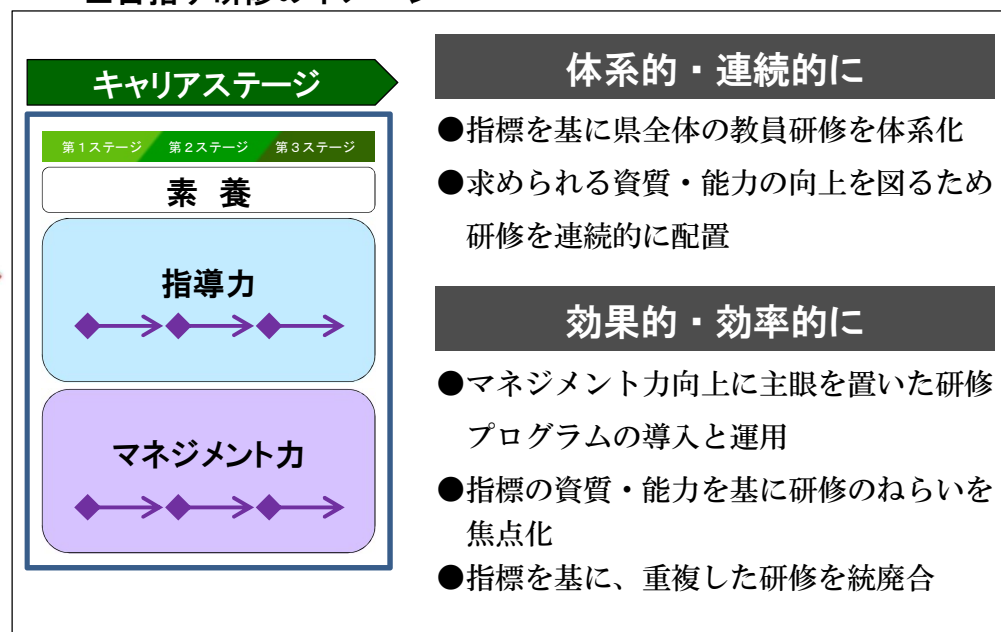 キャリアステージ
第1ステージ 第2ステージ 第3ステージ
素 養
指導力
マネジメント力
体系的・連続的に
●指標を基に県全体の教員研修を体系化
●求められる資質・能力の向上を図るため
研修を連続的に配置
効果的・効率的に
●マネジメント力向上に主眼を置いた研修
プログラムの導入と運用
●指標の資質・能力を基に研修のねらいを
焦点化
●指標を基に、重複した研修を統廃合